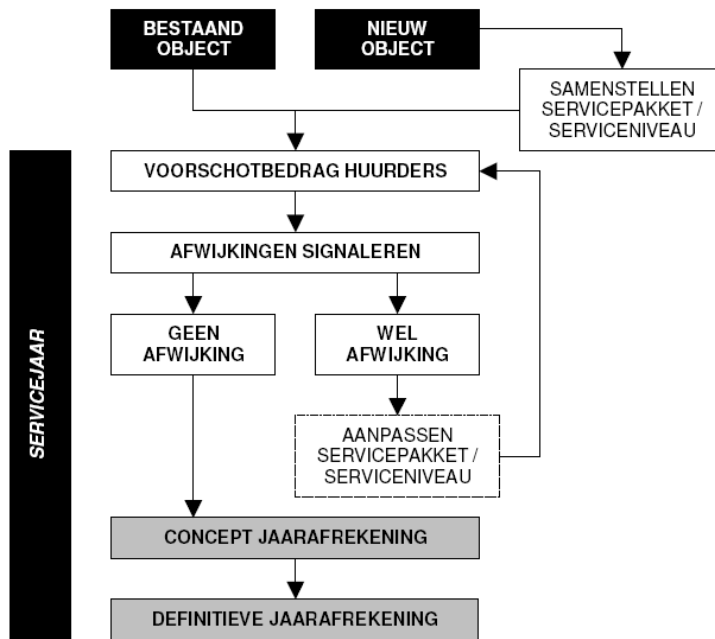 BESTAAND
OBJECT
NIEUW
OBJECT
SAMENSTELLEN
SERVICEPAKKET /
SERVICENIVEAU
SERVICEJAAR
VOORSCHOTBEDRAG HUURDERS
AFWIJKINGEN SIGNALEREN
GEEN
AFWIJKING
WEL
AFWIJKING
AANPASSEN
SERVICEPAKKET /
SERVICENIVEAU
CONCEPT JAARAFREKENING
DEFINITIEVE JAARAFREKENING